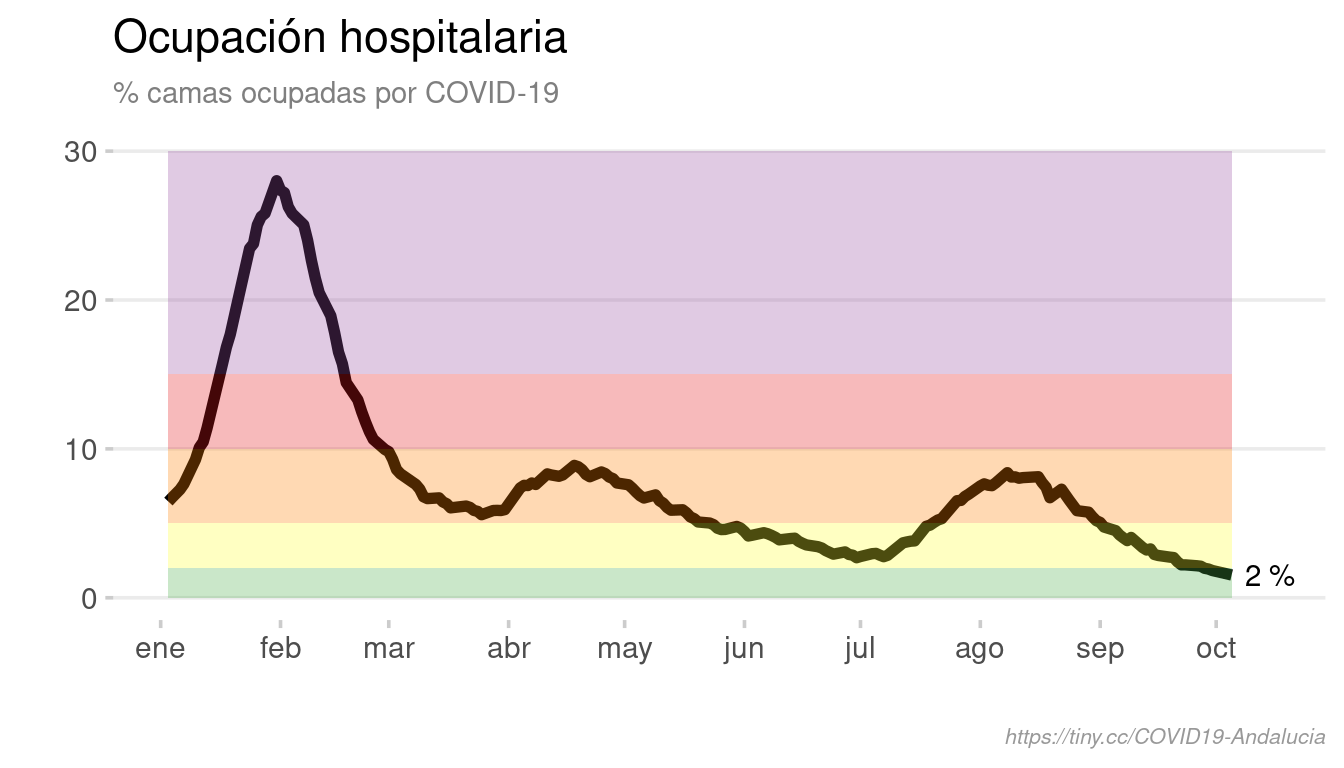 Ocupación hospitalaria
% camas ocupadas por COVID-19
30
20
10
0
2 %
ene feb mar abr may jun jul ago sep oct
https://tiny.cc/COVID19-Andalucia